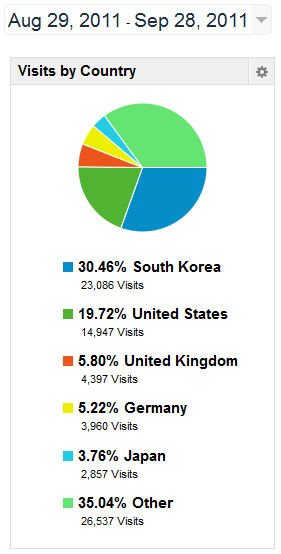 Aug 29, 2011 - Sep 28, 2011
Visits by Country
30.46% South Korea
23,086 Visits
19.72% United States
14,947 Visits
5.80% United Kingdom
4,397 Visits
5.22% Germany
3,960 Visits
3.76% Japan
2,857 Visits
35.04% Other
26,537 Visits